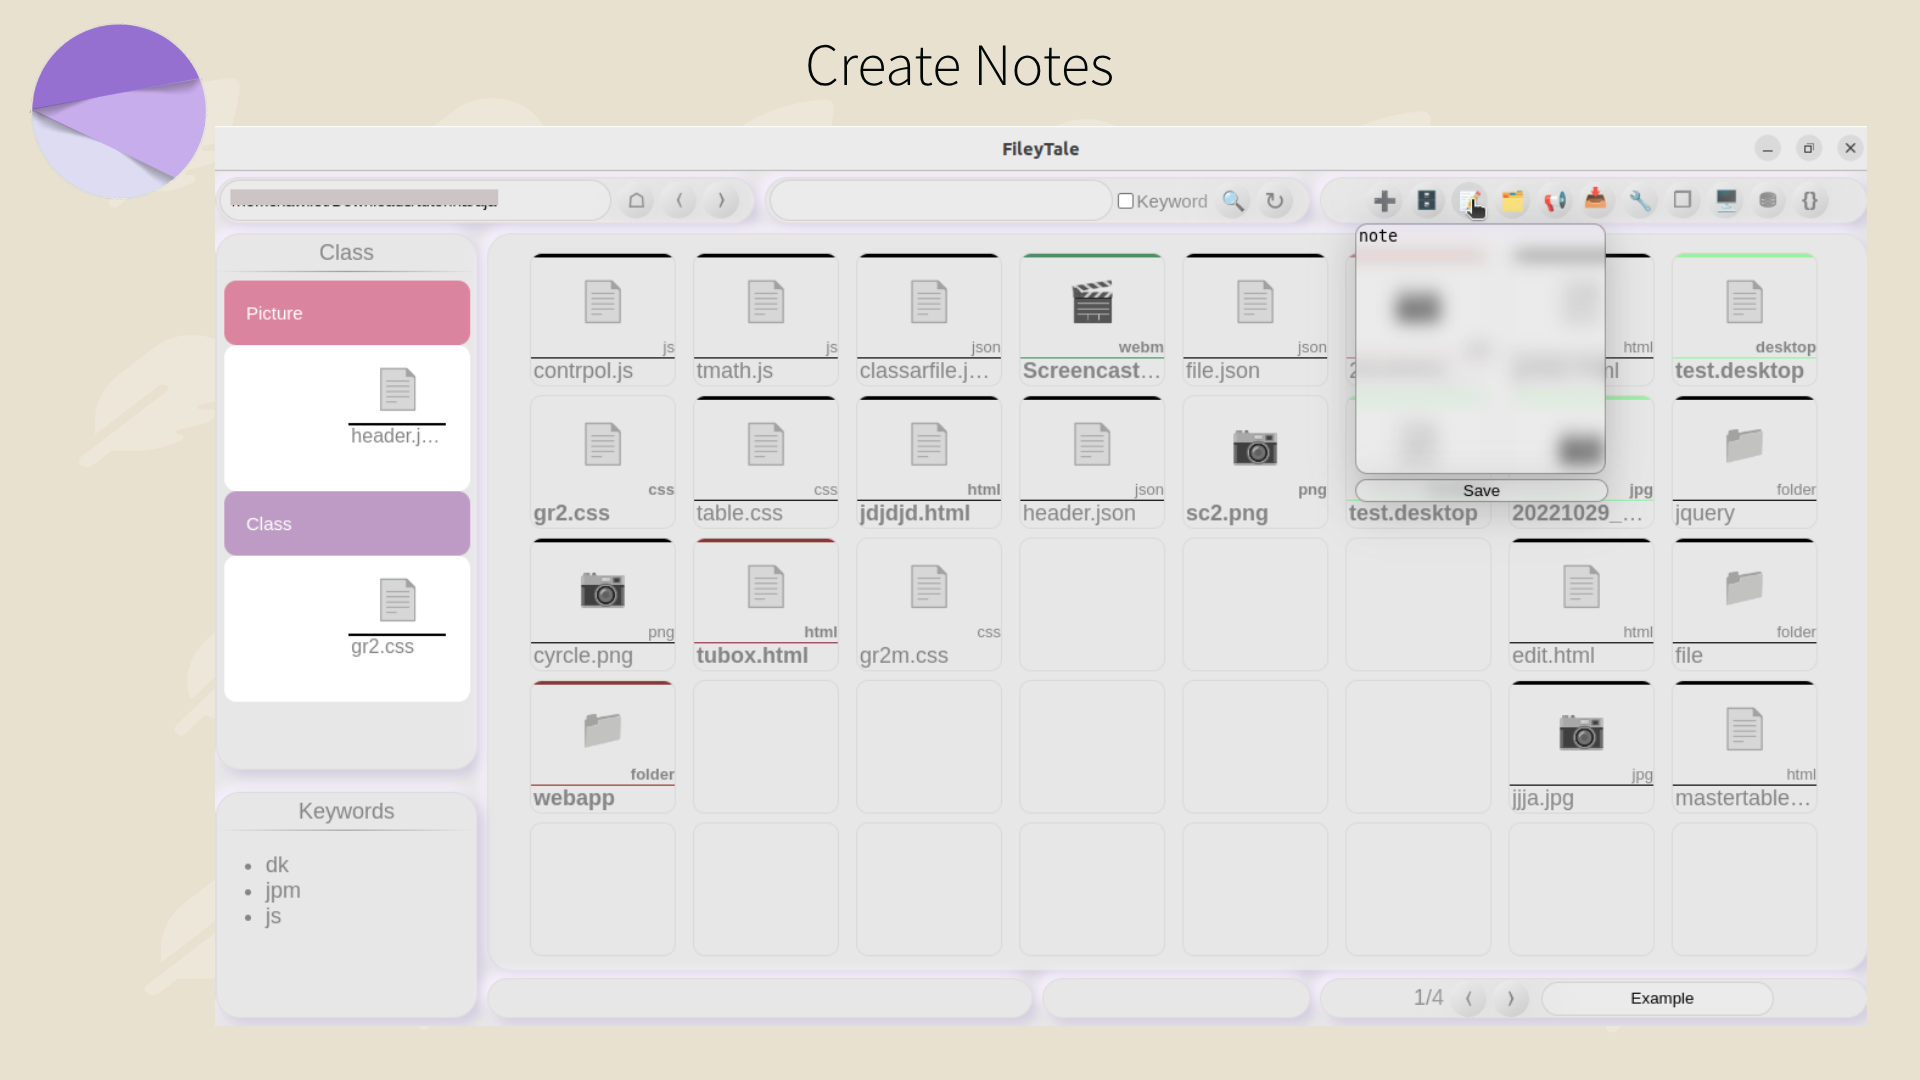 Create Notes
FileyTale
Keyword
{}
note
Save
Class
Picture
header.j...
Class
gr2.css
Keywords
dk
jpm
js
js
contrpol.js
js
tmath.js
json
classarfile.j...
webm
Screencast...
json
file.json
html
desktop
test.desktop
css
gr2.css
css
table.css
html
jdjdjd.html
json
header.json
png
sc2.png
test.desktop
jpg
20221029_...
folder
jquery
png
cyrcle.png
html
tubox.html
css
gr2m.css
html
edit.html
folder
file
folder
webapp
jpg
jjja.jpg
html
mastertable...
1/4
Example